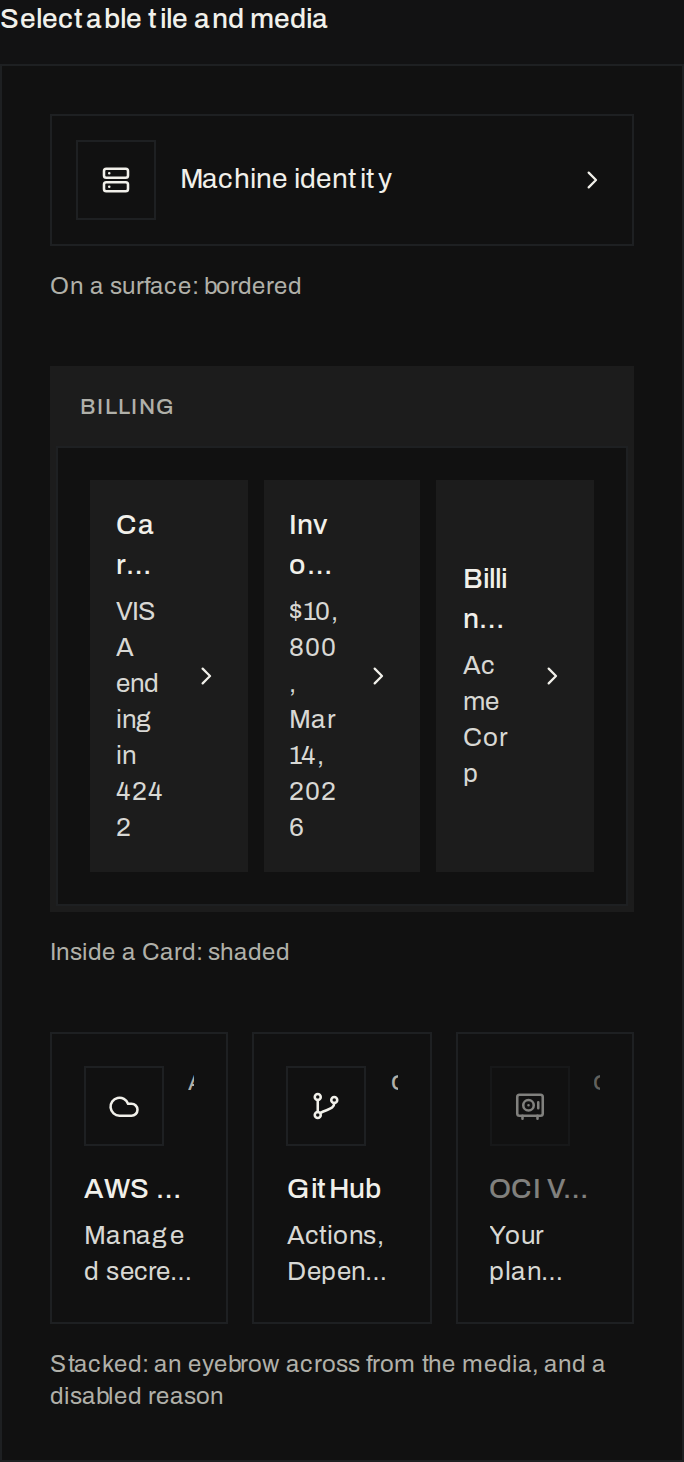 Selectable tile and media
Machine identity
On a surface: bordered
BILLING
Ca
r...
VIS
A
end
ing
in
424
2
Inv
o...
$10,
800
,
Mar
14,
202
6
Billi
n...
Ac
me
Cor
p
Inside a Card: shaded
AWS ...
Manage
d secre...
GitHub
Actions,
Depen...
OCI V...
Your
plan...
Stacked: an eyebrow across from the media, and a
disabled reason